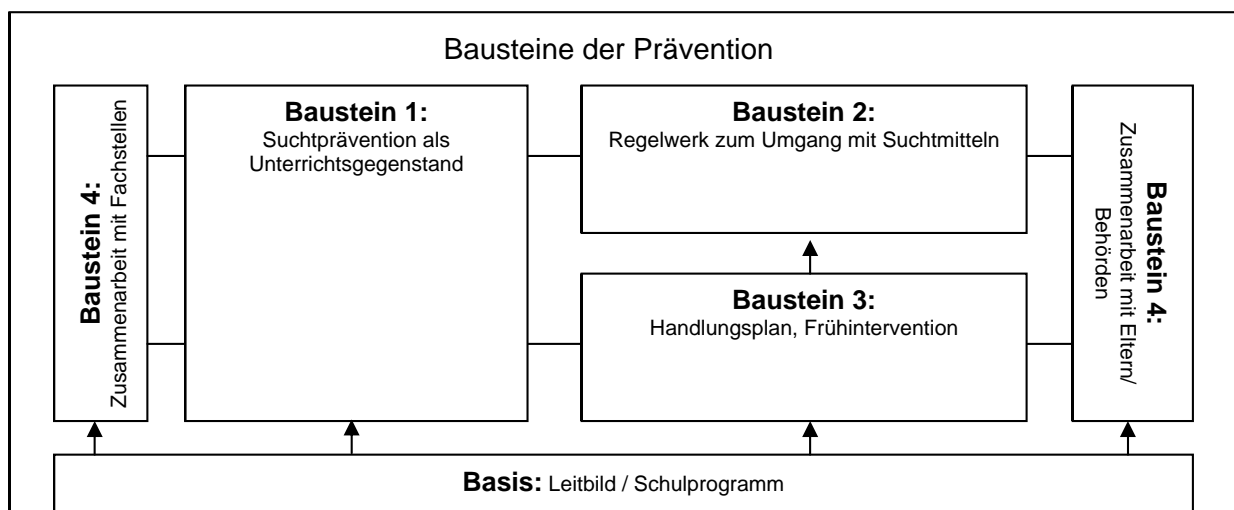 Bausteine der Prävention
Baustein 4:
Zusammenarbeit mit Fachstellen
Baustein 1:
Suchtprävention als
Unterrichtsgegenstand
Baustein 2:
Regelwerk zum Umgang mit Suchtmitteln
Baustein 3:
Handlungsplan, Frühintervention
Baustein 4:
Zusammenarbeit mit Eltern/
Behörden
Basis: Leitbild / Schulprogramm